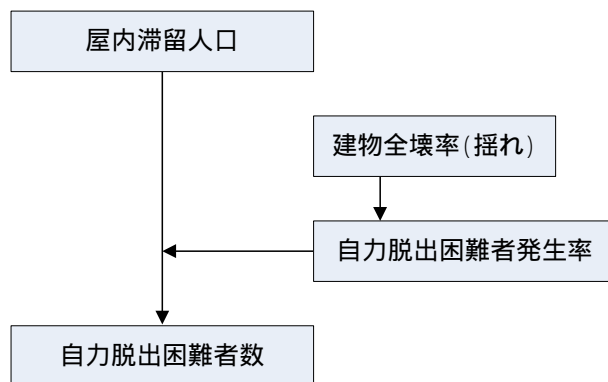 屋内滞留人口
建物全壊率(揺れ)
自力脱出困難者発生率
自力脱出困難者数